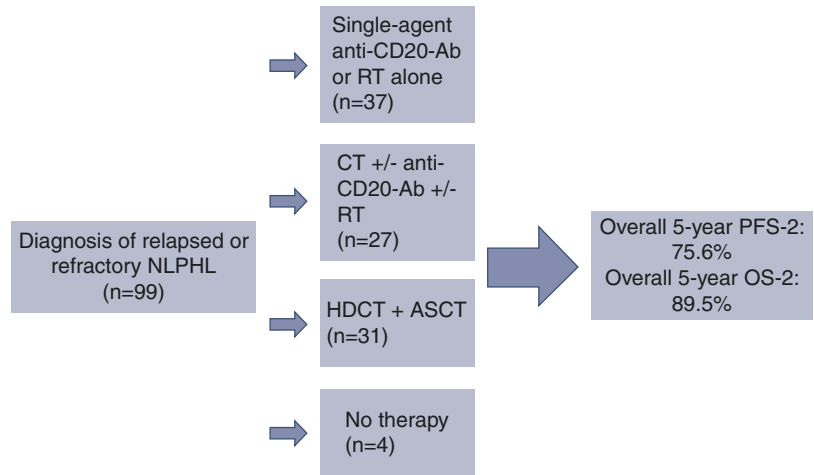 Diagnosis of relapsed or
refractory NLPHL
(n=99)
Single-agent
anti-CD20-Ab
or RT alone
(n=37)
CT +/- anti-
CD20-Ab +/-
RT
(n=27)
HDCT + ASCT
(n=31)
No therapy
(n=4)
Overall 5-year PFS-2:
75.6%
Overall 5-year OS-2:
89.5%